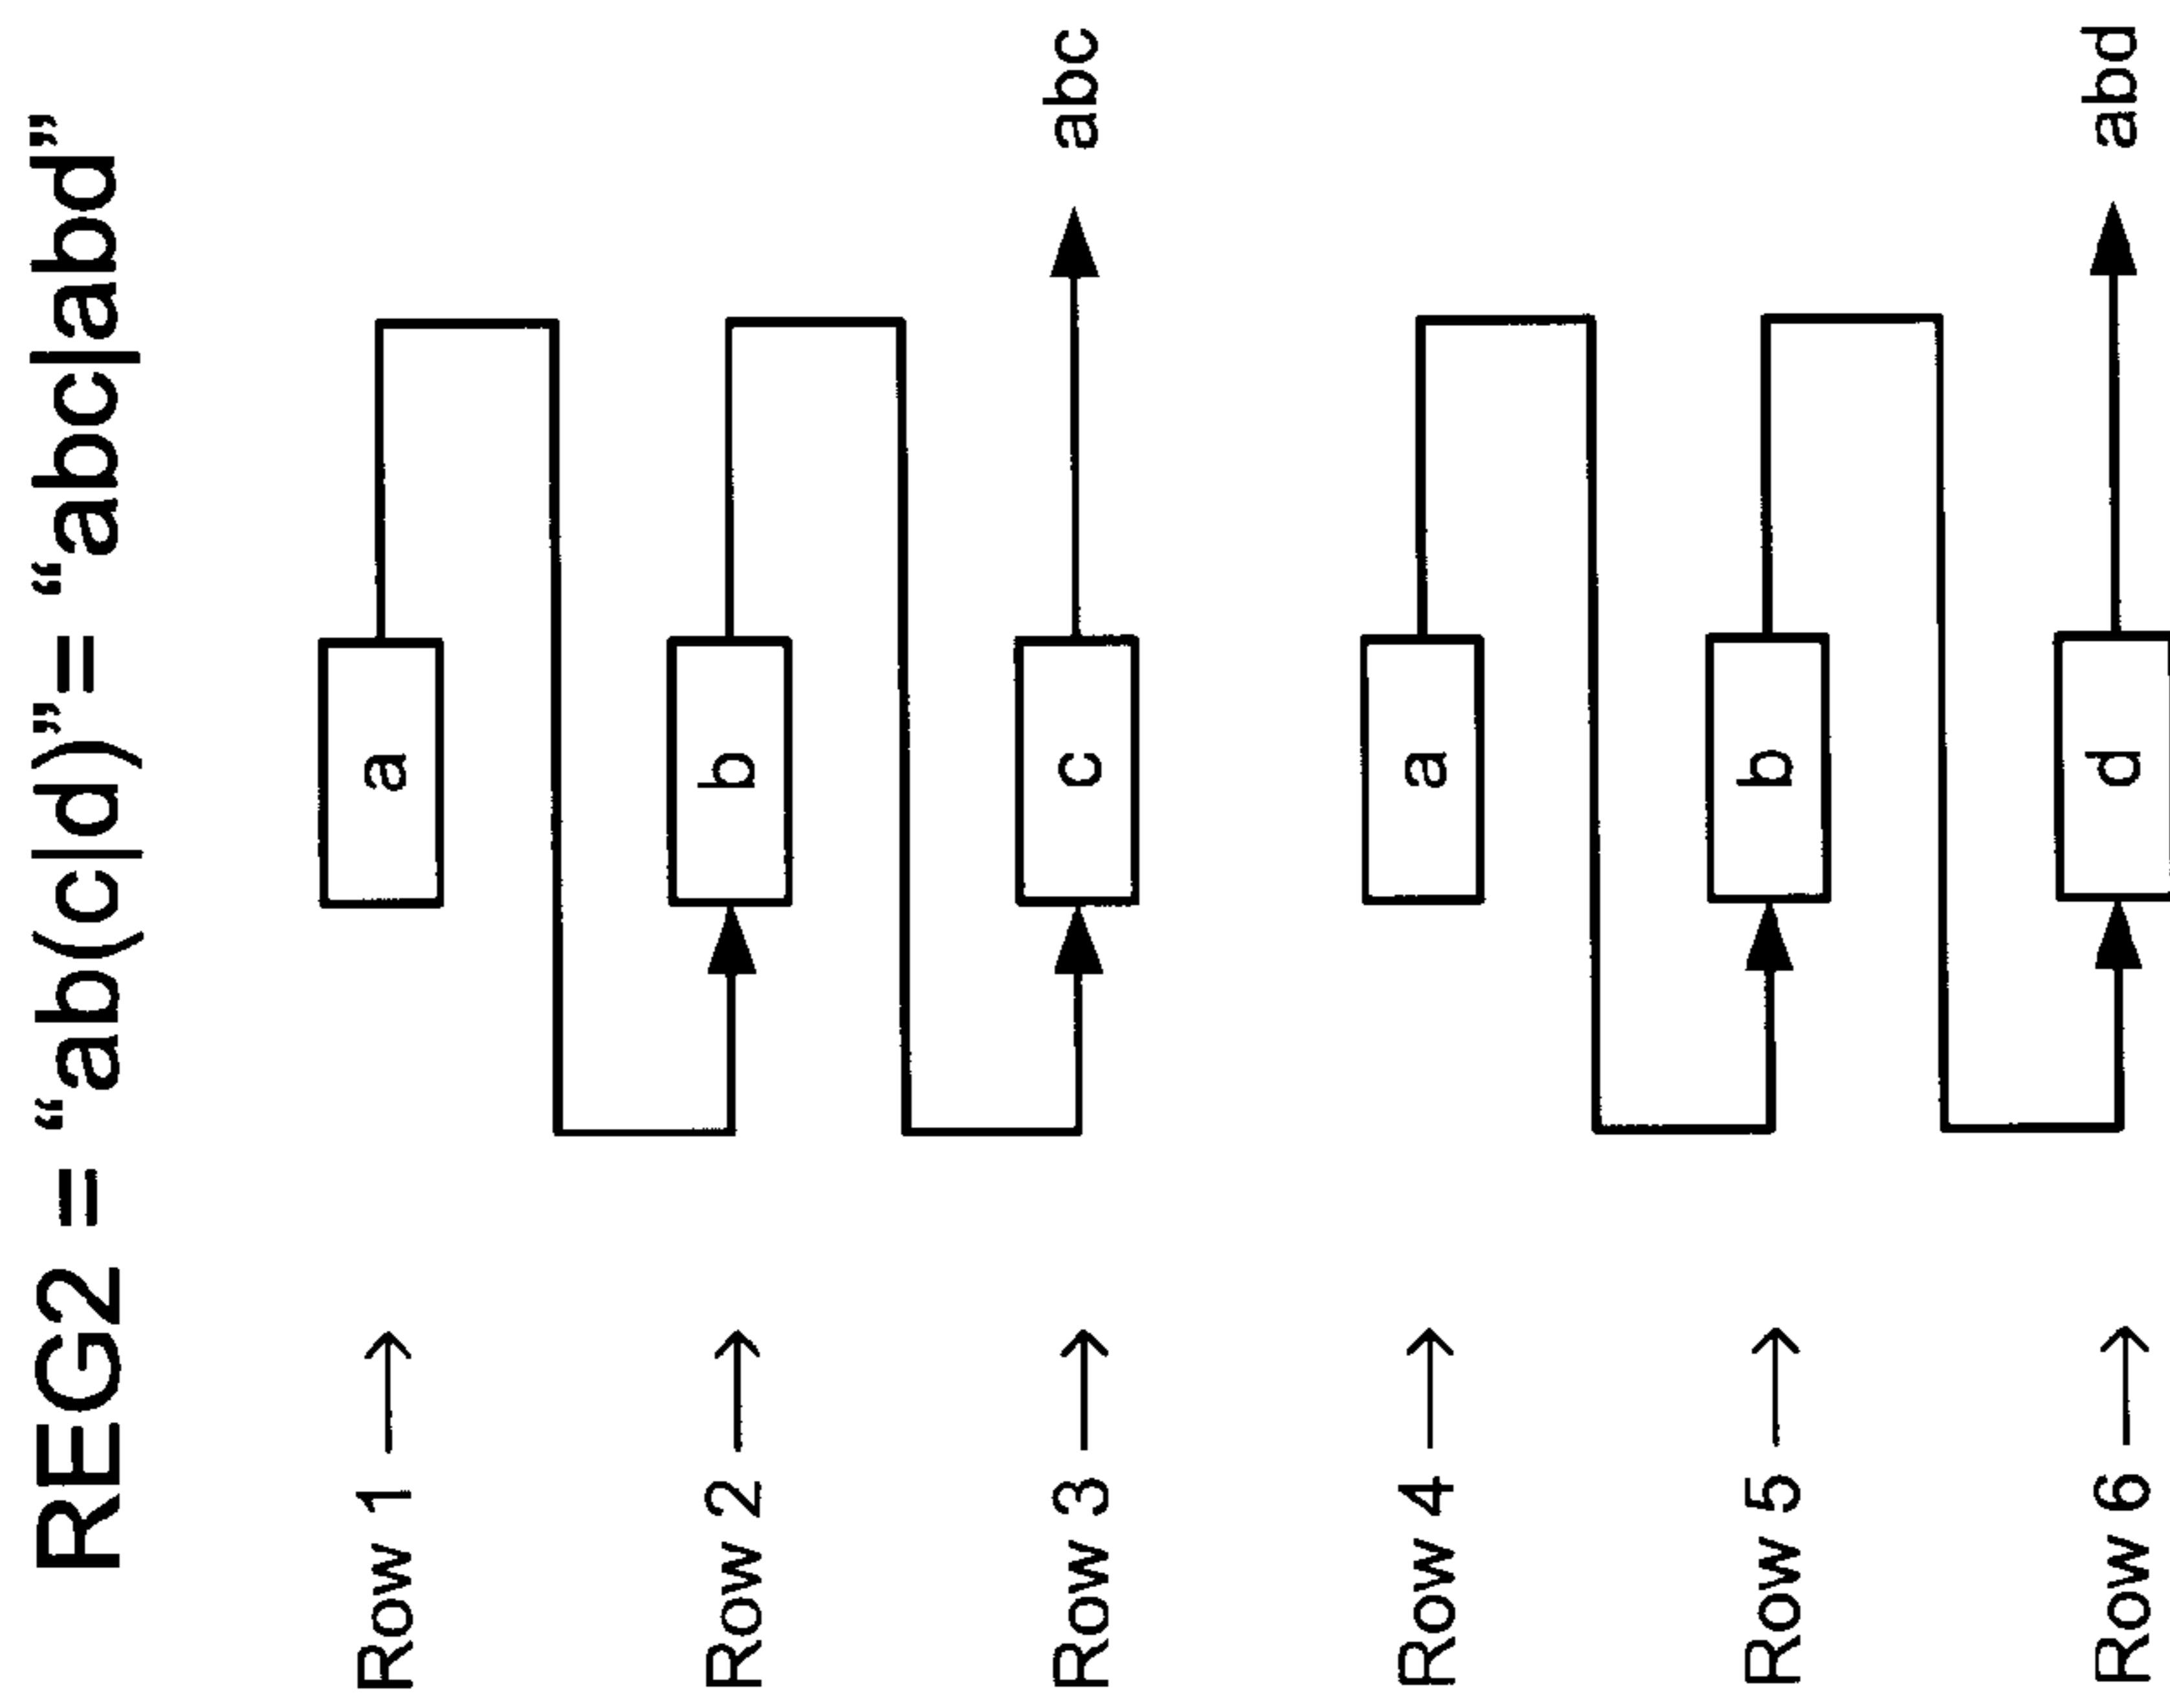 REG2 = “ab(c|d)”= “abc|abd”
Row 1 → a
Row 2 → b
Row 3 → c abc
Row 4 → a
Row 5 → b
Row 6 → d abd